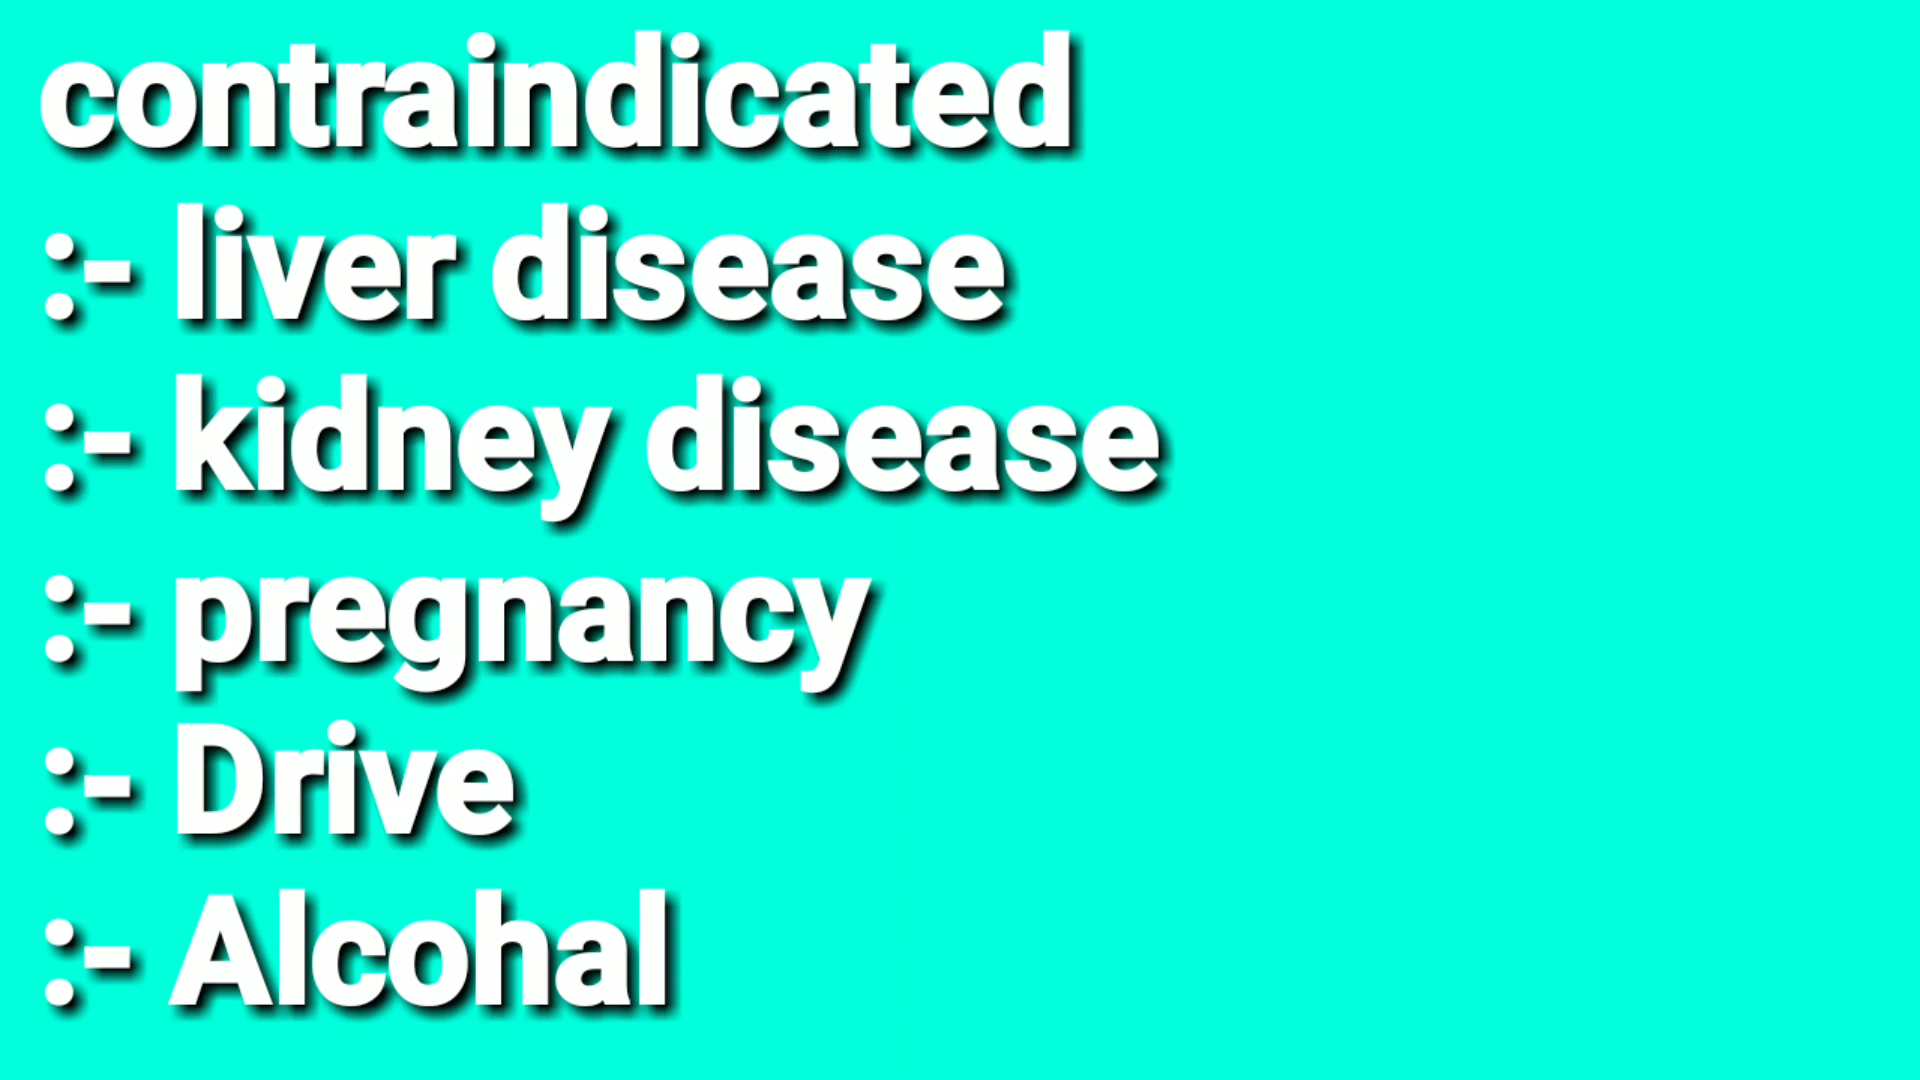 contraindicated
:- liver disease
:- kidney disease
:- pregnancy
:- Drive
:- Alcohal